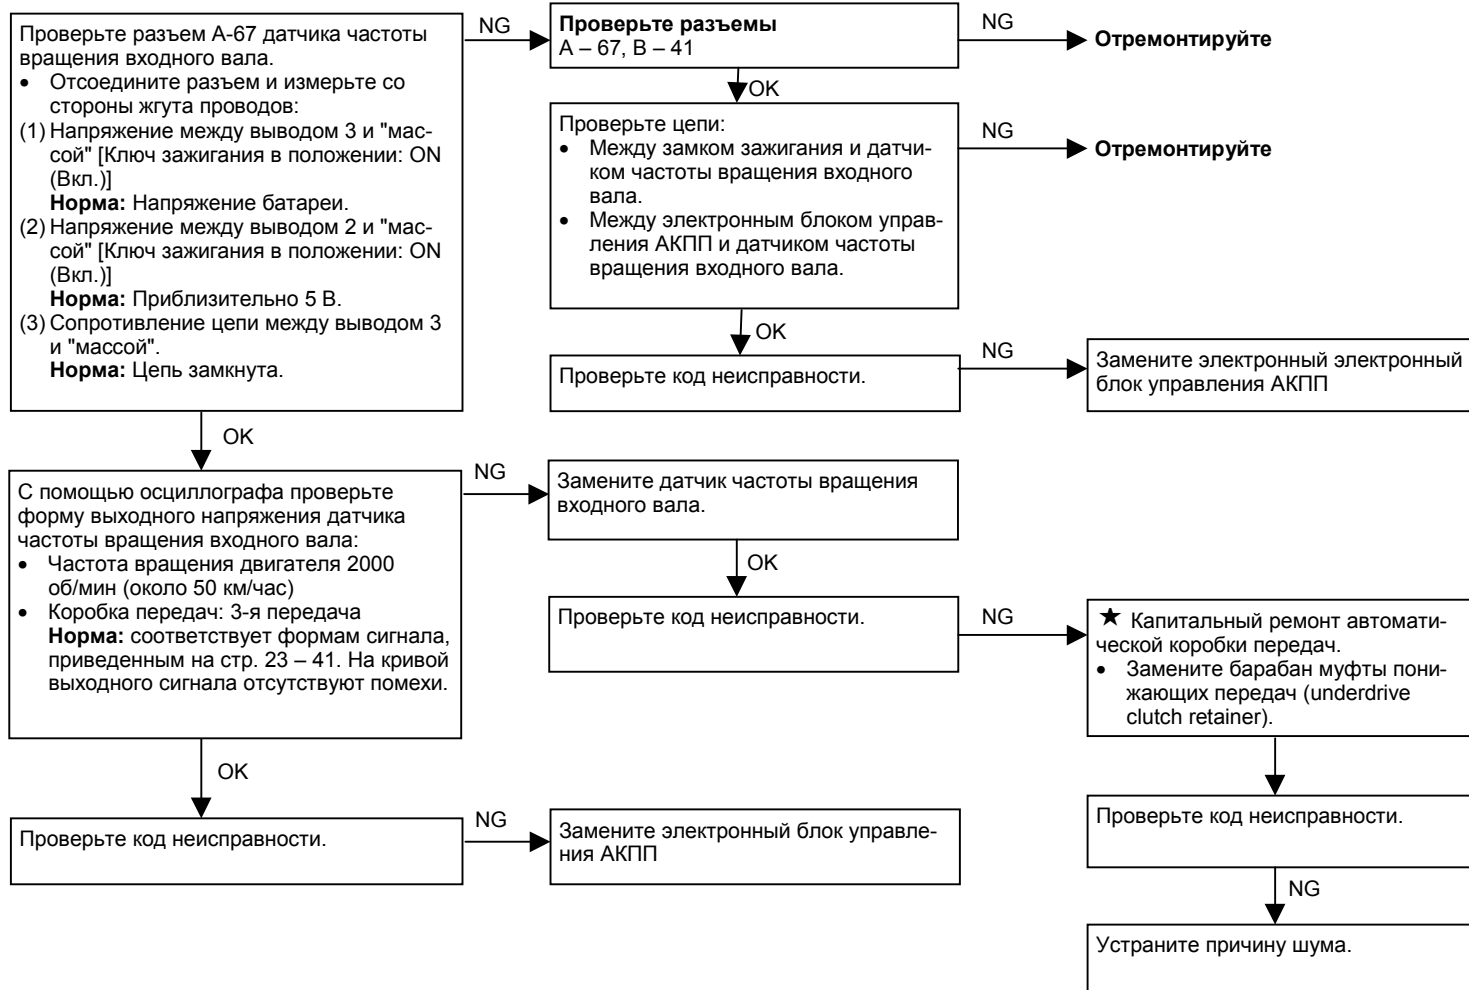 Проверьте разъем А-67 датчика частоты
вращения входного вала.
• Отсоедините разъем и измерьте со
стороны жгута проводов:
(1) Напряжение между выводом 3 и "мас-
сой" [Ключ зажигания в положении: ON
(Вкл.)]
Норма: Напряжение батареи.
(2) Напряжение между выводом 2 и "мас-
сой" [Ключ зажигания в положении: ON
(Вкл.)]
Норма: Приблизительно 5 В.
(3) Сопротивление цепи между выводом 3
и "массой".
Норма: Цепь замкнута.
NG
Проверьте разъемы
А – 67, В – 41
NG
Отремонтируйте
OK
Проверьте цепи:
• Между замком зажигания и датчи-
ком частоты вращения входного
вала.
• Между электронным блоком управ-
ления АКПП и датчиком частоты
вращения входного вала.
NG
Отремонтируйте
OK
Проверьте код неисправности.
NG
Замените электронный электронный
блок управления АКПП
OK
С помощью осциллографа проверьте
форму выходного напряжения датчика
частоты вращения входного вала:
• Частота вращения двигателя 2000
об/мин (около 50 км/час)
• Коробка передач: 3-я передача
Норма: соответствует формам сигнала,
приведенным на стр. 23 – 41. На кривой
выходного сигнала отсутствуют помехи.
NG
Замените датчик частоты вращения
входного вала.
OK
Проверьте код неисправности.
NG
★ Капитальный ремонт автомати-
ческой коробки передач.
• Замените барабан муфты пони-
жающих передач (underdrive
clutch retainer).
OK
Проверьте код неисправности.
NG
Замените электронный блок управле-
ния АКПП
Проверьте код неисправности.
NG
Устраните причину шума.